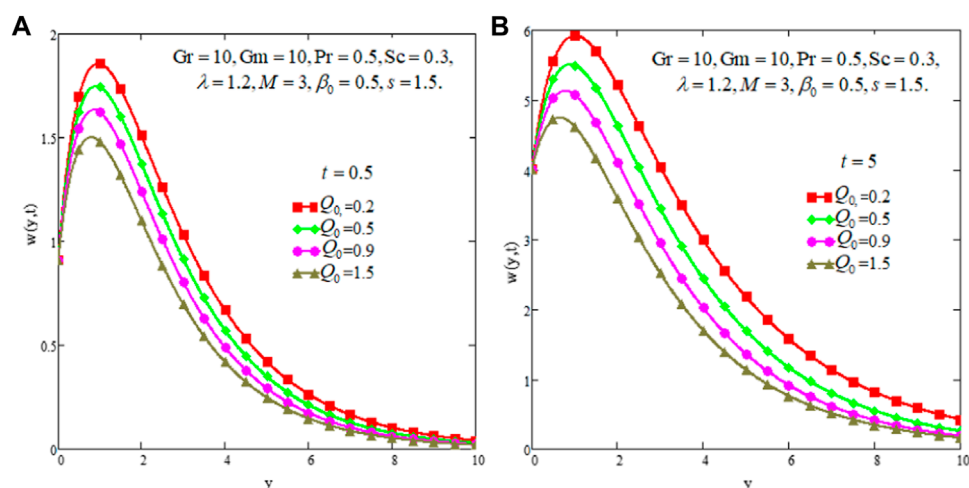 A
Gr = 10, Gm = 10, Pr = 0.5, Sc = 0.3,
λ = 1.2, M = 3, β₀ = 0.5, s = 1.5.
t = 0.5
Q₀,=0.2
Q₀=0.5
Q₀=0.9
Q₀=1.5
w(y,t)
2
1.5
1
0.5
0
0 2 4 6 8 10
y
B
Gr = 10, Gm = 10, Pr = 0.5, Sc = 0.3,
λ = 1.2, M = 3, β₀ = 0.5, s = 1.5.
t = 5
Q₀,=0.2
Q₀=0.5
Q₀=0.9
Q₀=1.5
w(y,t)
6
5
4
3
2
1
0
0 2 4 6 8 10
y